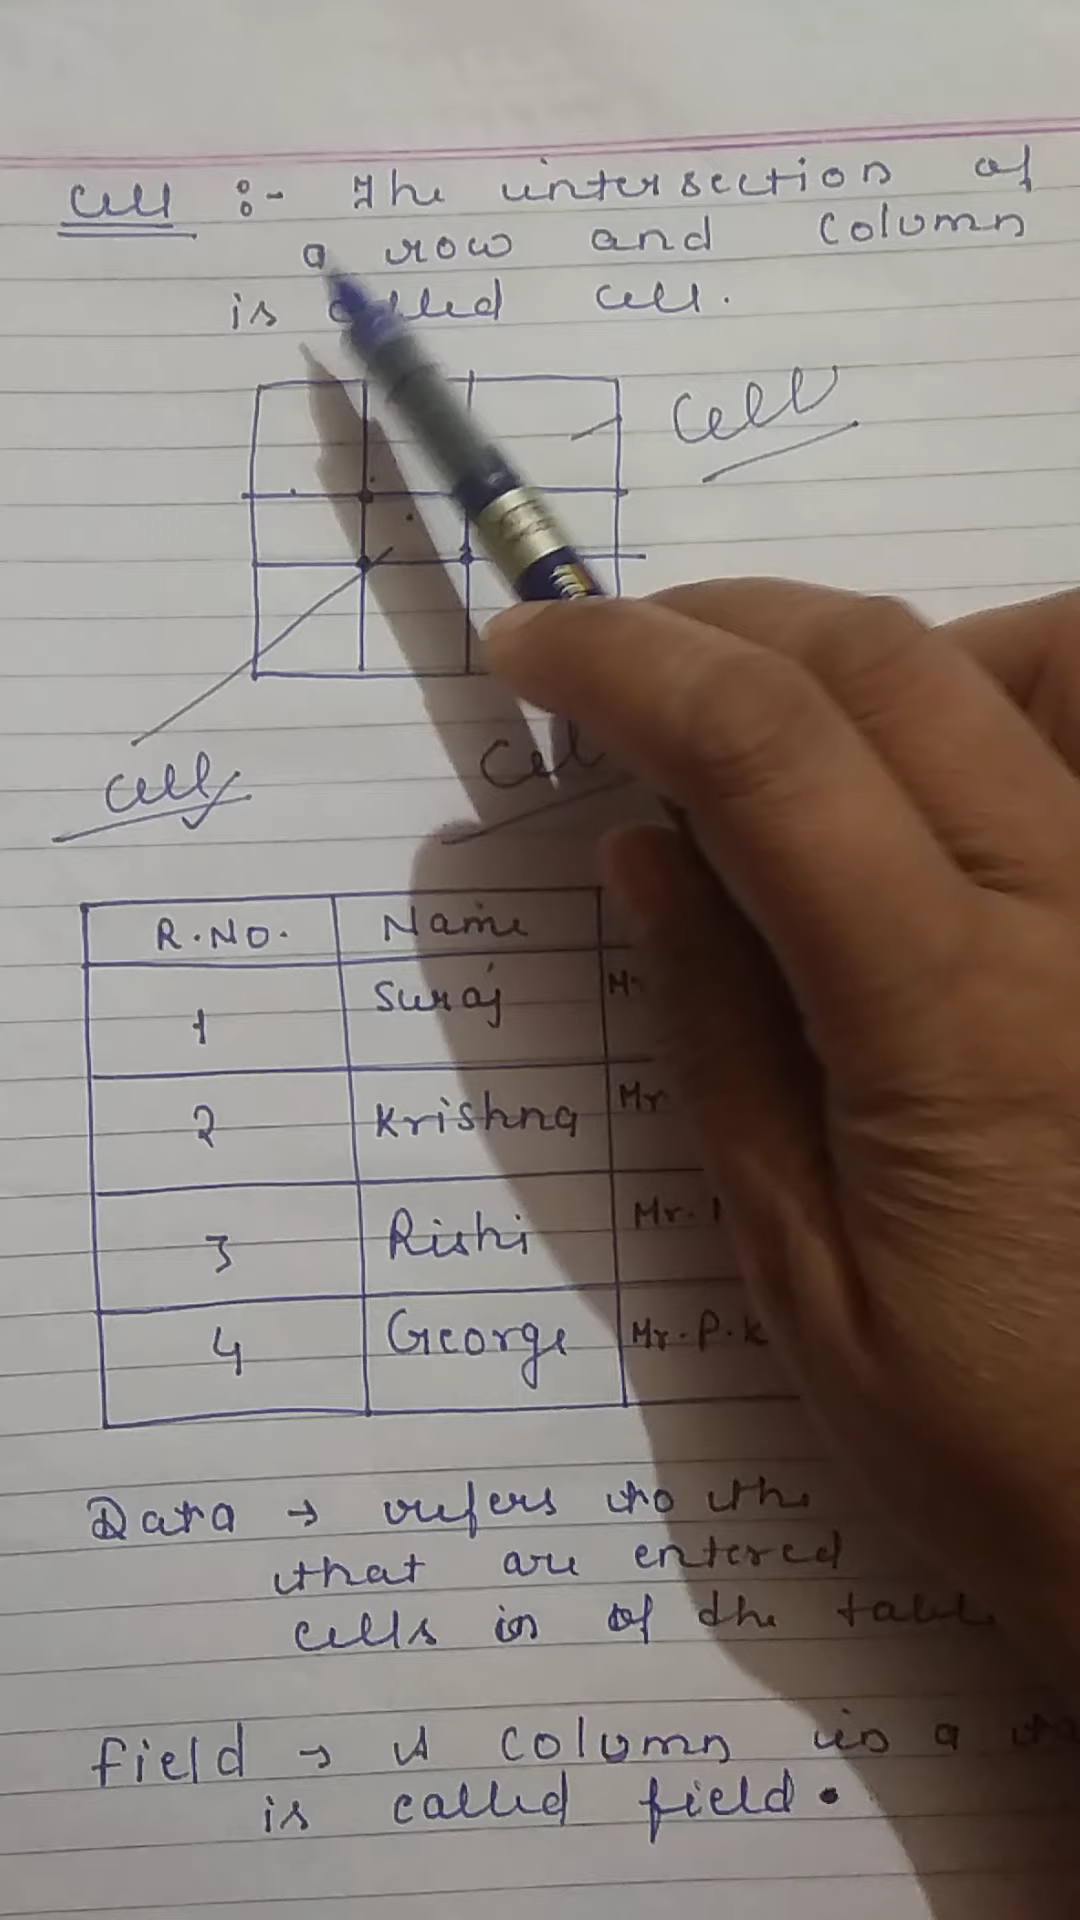 Cell :- The intersection of
a row and column
is called cell.
Cell
Cell
R.NO. Name
1 Suraj
2 Krishna Mr
3 Rishi Mr.
4 George Mr. P. K
Data → refers to the
that are entered
cells in of the table
field → A column in a
is called field.